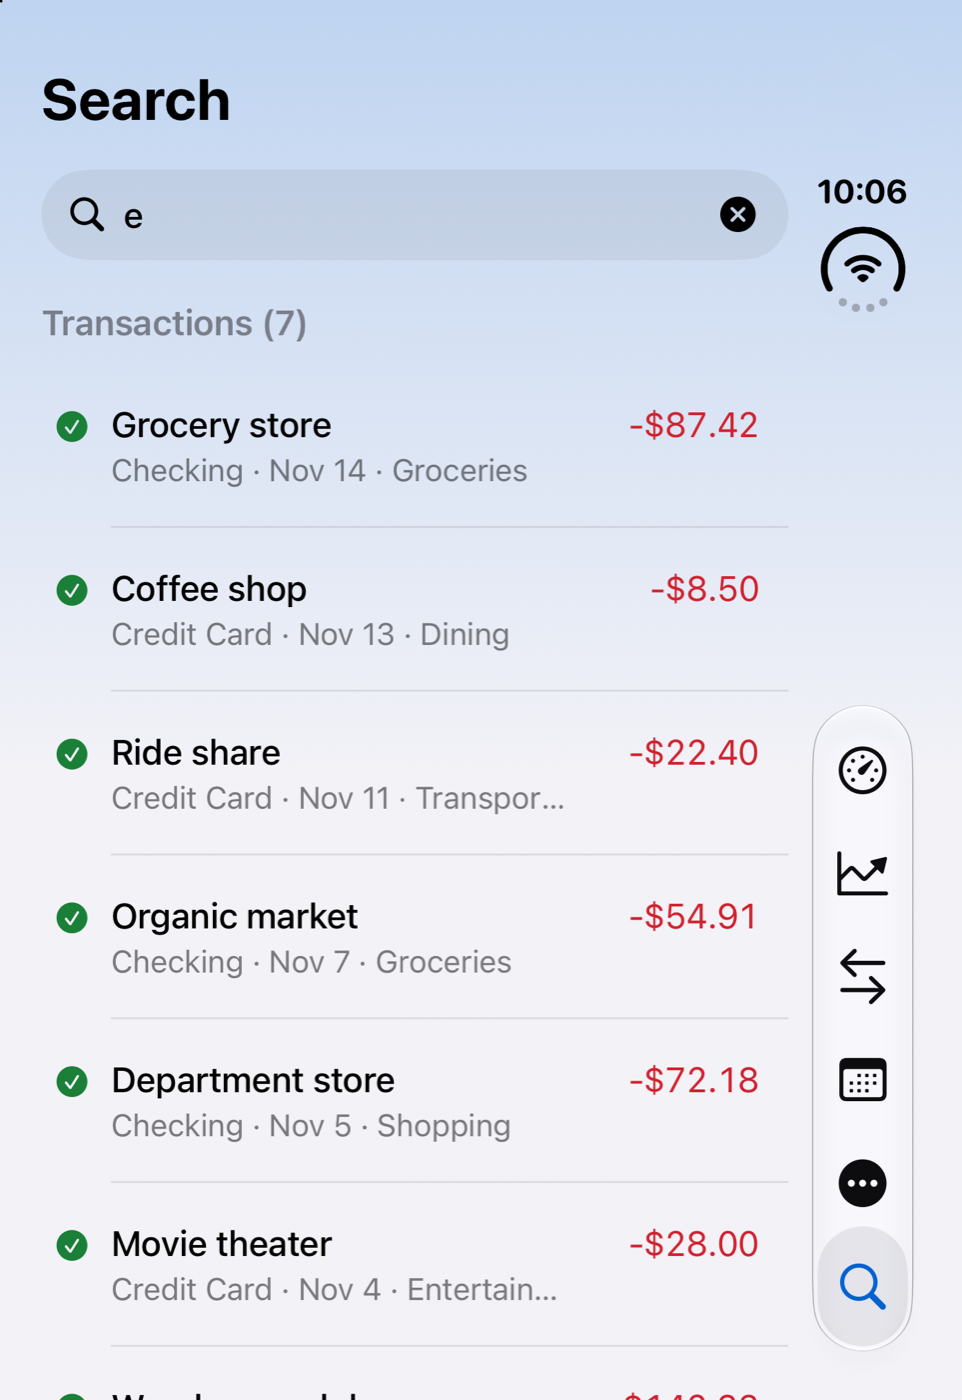 Search
e
10:06
Transactions (7)
Grocery store
-$87.42
Checking · Nov 14 · Groceries
Coffee shop
-$8.50
Credit Card · Nov 13 · Dining
Ride share
-$22.40
Credit Card · Nov 11 · Transpor...
Organic market
-$54.91
Checking · Nov 7 · Groceries
Department store
-$72.18
Checking · Nov 5 · Shopping
Movie theater
-$28.00
Credit Card · Nov 4 · Entertain...